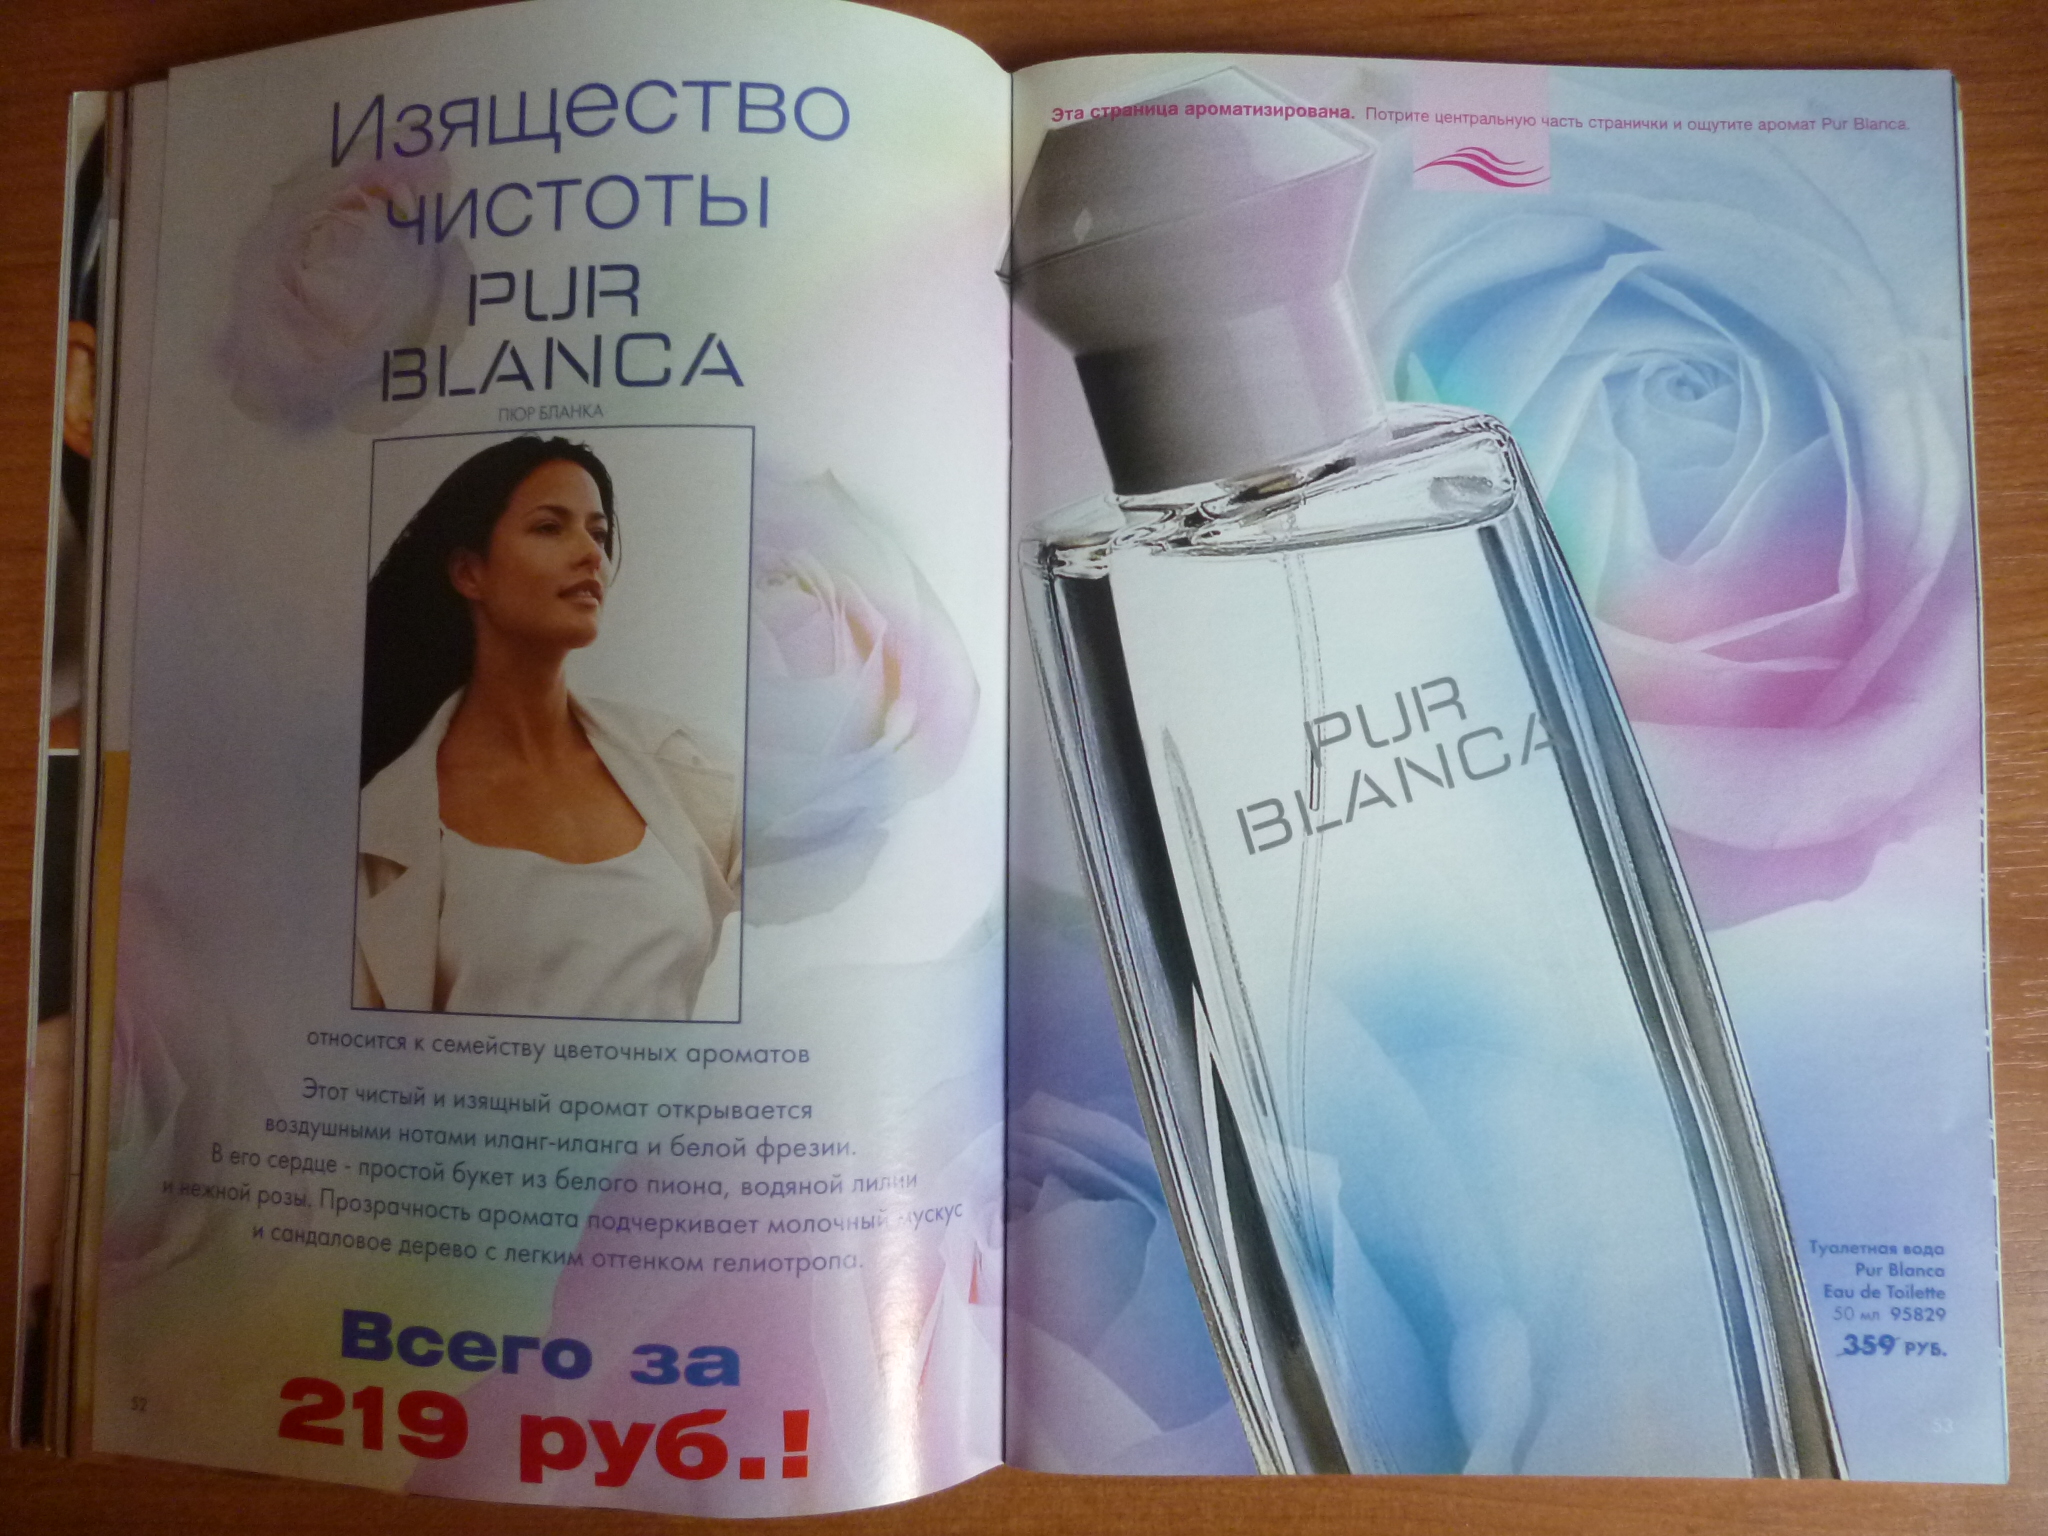 Изящество
чистоты
PUR
BLANCA
ПЮР БЛАНКА
относится к семейству цветочных ароматов
Этот чистый и изящный аромат открывается
воздушными нотами иланг-иланга и белой фрезии.
В его сердце - простой букет из белого пиона, водяной лилии
и нежной розы. Прозрачность аромата подчеркивает молочный мускус
и сандаловое дерево с легким оттенком гелиотропа.
Всего за
219 руб.!
52
Эта страница ароматизирована. Потрите центральную часть странички и ощутите аромат Pur Blanca.
PUR
BLANCA
Туалетная вода
Pur Blanca
Eau de Toilette
50 мл 95829
359 РУБ.
53